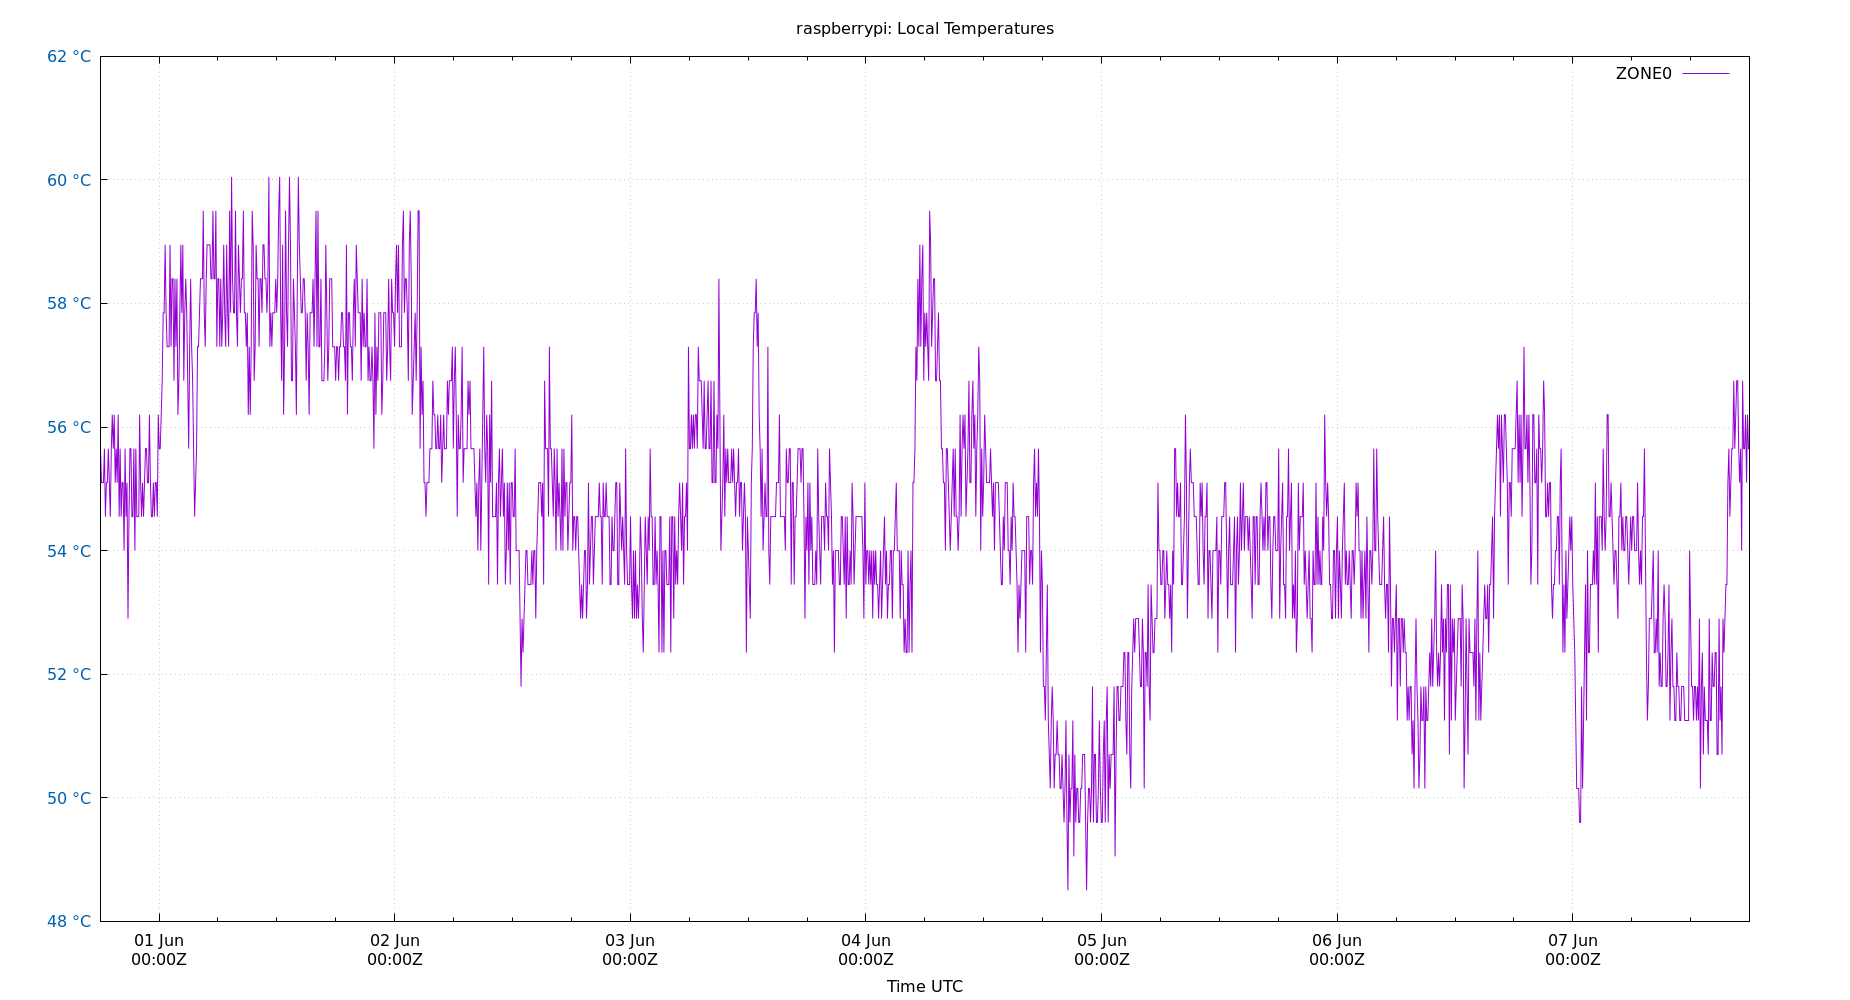 raspberrypi: Local Temperatures
ZONE0
62 °C
60 °C
58 °C
56 °C
54 °C
52 °C
50 °C
48 °C
01 Jun 02 Jun 03 Jun 04 Jun 05 Jun 06 Jun 07 Jun
00:00Z 00:00Z 00:00Z 00:00Z 00:00Z 00:00Z 00:00Z
Time UTC